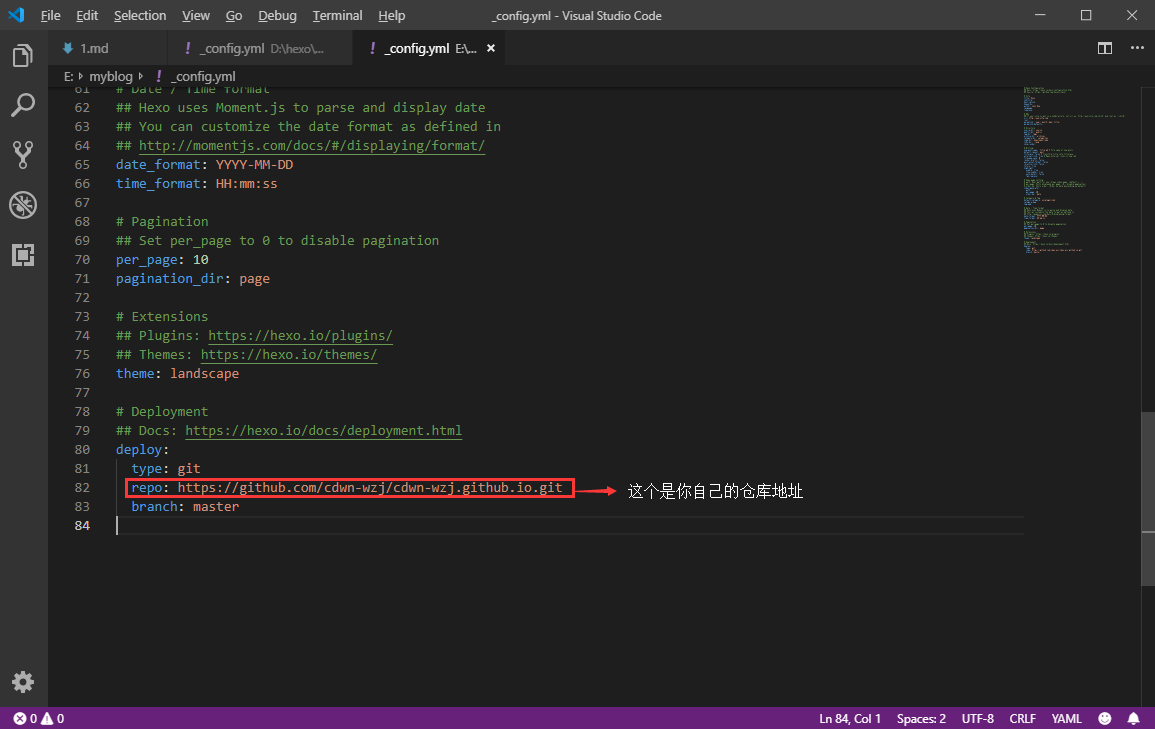 File Edit Selection View Go Debug Terminal Help _config.yml - Visual Studio Code
1.md ! _config.yml D:\hexo\... ! _config.yml E:\... ×
E: myblog ! _config.yml
61 # Date / Time format
62 ## Hexo uses Moment.js to parse and display date
63 ## You can customize the date format as defined in
64 ## http://momentjs.com/docs/#/displaying/format/
65 date_format: YYYY-MM-DD
66 time_format: HH:mm:ss
67
68 # Pagination
69 ## Set per_page to 0 to disable pagination
70 per_page: 10
71 pagination_dir: page
72
73 # Extensions
74 ## Plugins: https://hexo.io/plugins/
75 ## Themes: https://hexo.io/themes/
76 theme: landscape
77
78 # Deployment
79 ## Docs: https://hexo.io/docs/deployment.html
80 deploy:
81 type: git
82 repo: https://github.com/cdwn-wzj/cdwn-wzj.github.io.git 这个是你自己的仓库地址
83 branch: master
84
0 0 Ln 84, Col 1 Spaces: 2 UTF-8 CRLF YAML